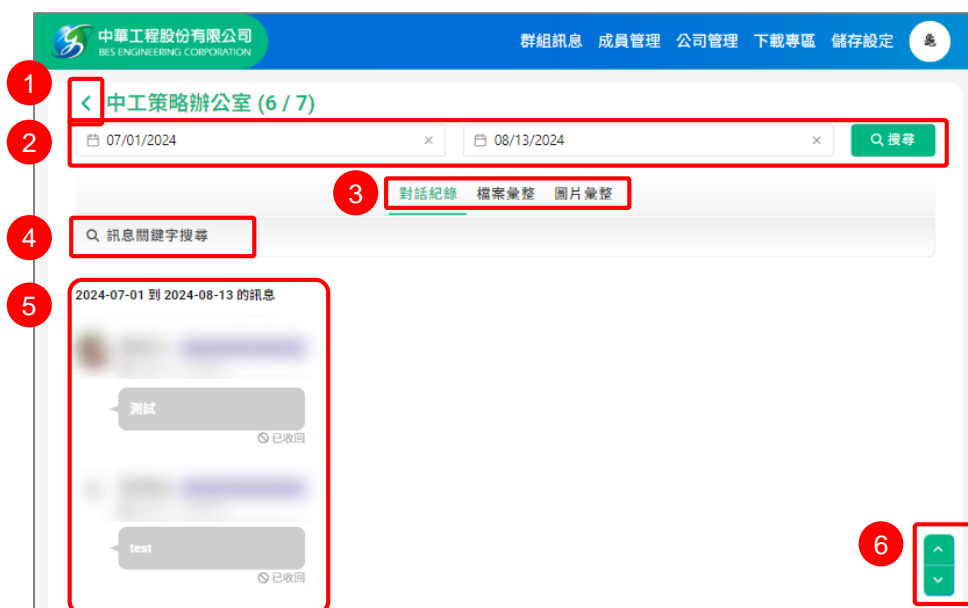 中華工程股份有限公司
BES ENGINEERING CORPORATION
群組訊息 成員管理 公司管理 下載專區 儲存設定
1
中工策略辦公室 (6 / 7)
2
07/01/2024 × 08/13/2024 × 搜尋
3
對話紀錄 檔案彙整 圖片彙整
4
訊息關鍵字搜尋
5
2024-07-01 到 2024-08-13 的訊息
測試
已收回
test
已收回
6